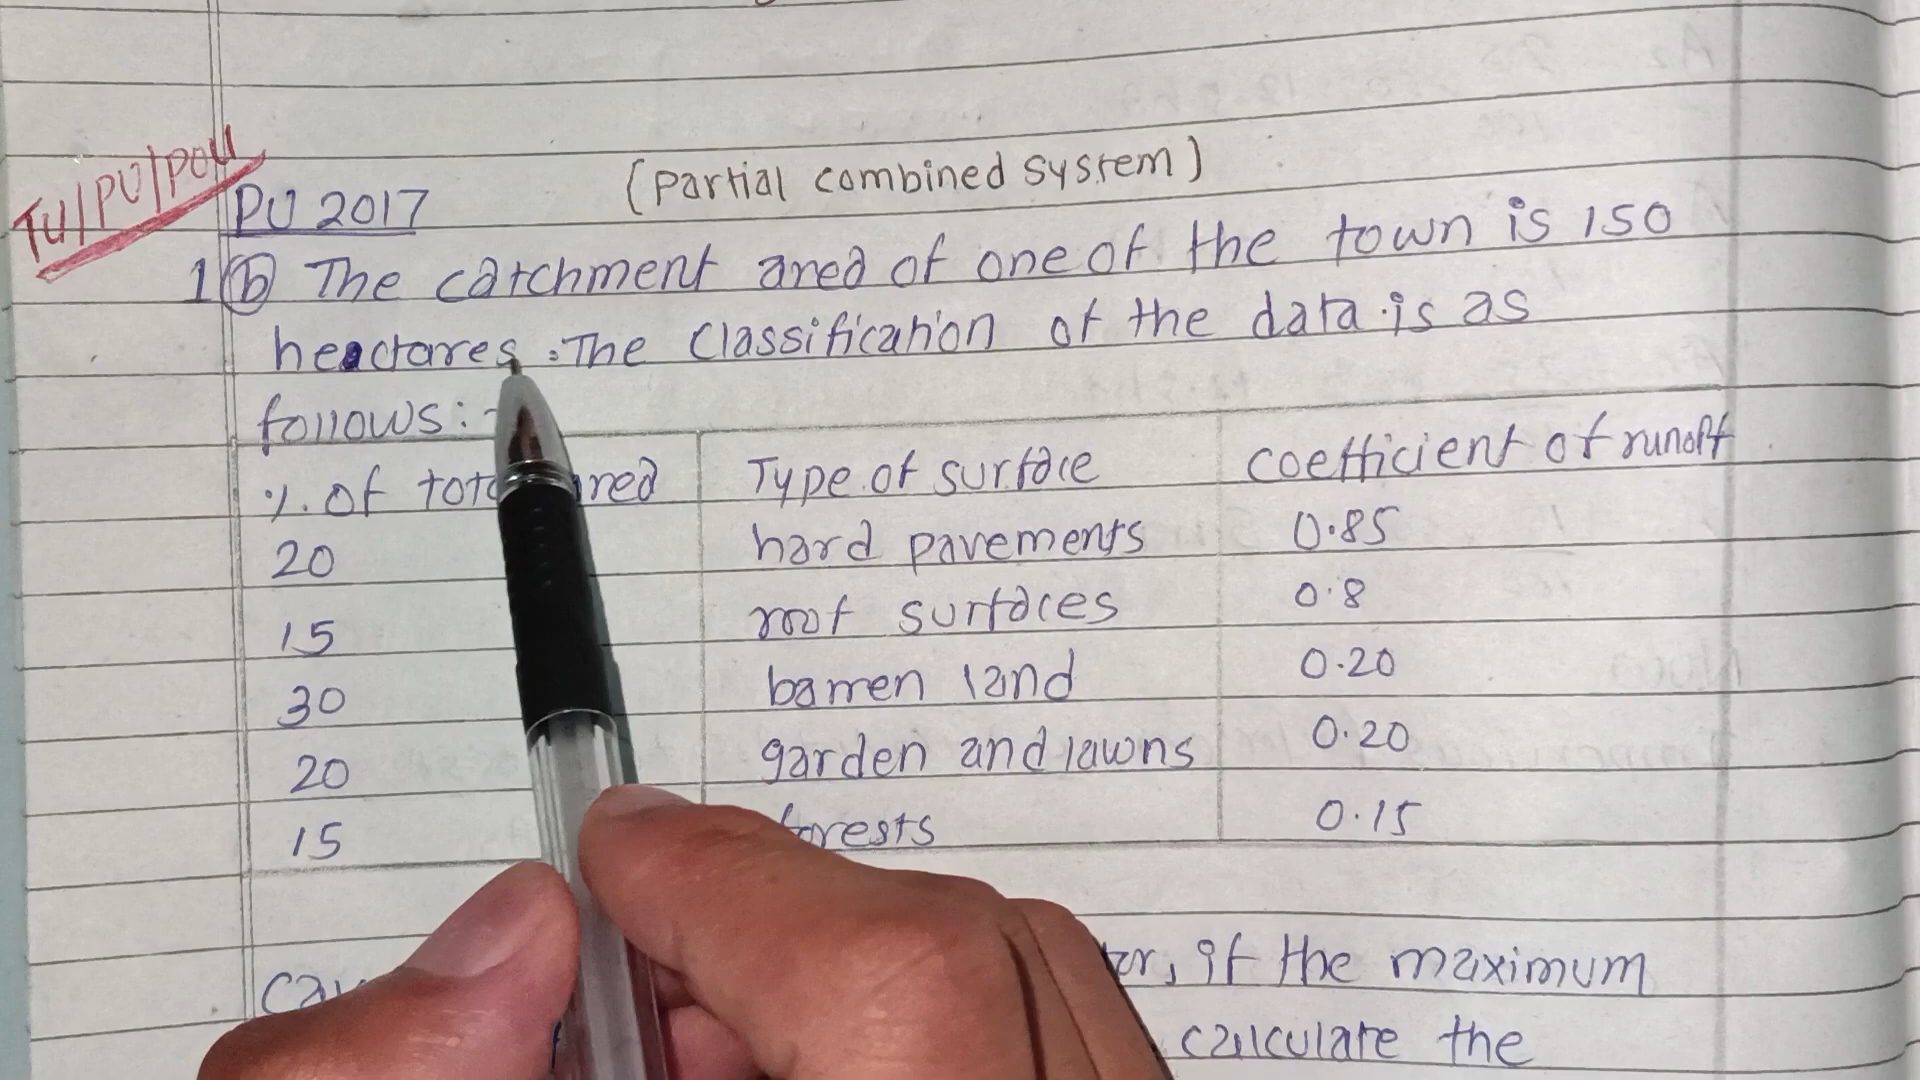 TU/PU/POU
PU 2017 (Partial combined system)
1 (b) The catchment area of one of the town is 150
hectares. The classification of the data is as
follows:-
% of total area Type of surface coefficient of runoff
20 hard pavements 0.85
15 roof surfaces 0.8
30 barren land 0.20
20 garden and lawns 0.20
15 forests 0.15
if the maximum
calculate the